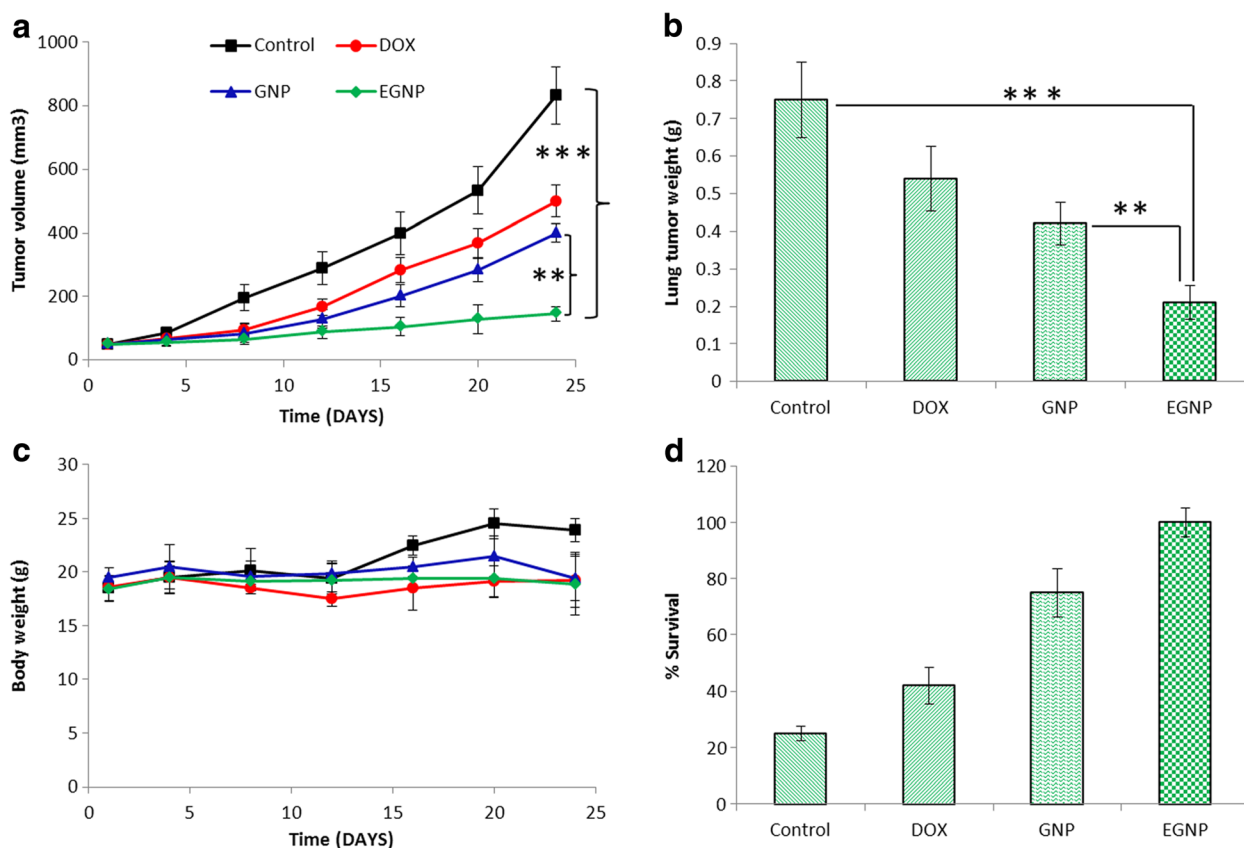 a
1000
800
600
400
200
0
Tumor volume (mm3)
Control
DOX
GNP
EGNP
***
**
0 5 10 15 20 25
Time (DAYS)
b
0.9
0.8
0.7
0.6
0.5
0.4
0.3
0.2
0.1
0
Lung tumor weight (g)
***
**
Control DOX GNP EGNP
c
30
25
20
15
10
5
0
Body weight (g)
0 5 10 15 20 25
Time (DAYS)
d
120
100
80
60
40
20
0
% Survival
Control DOX GNP EGNP